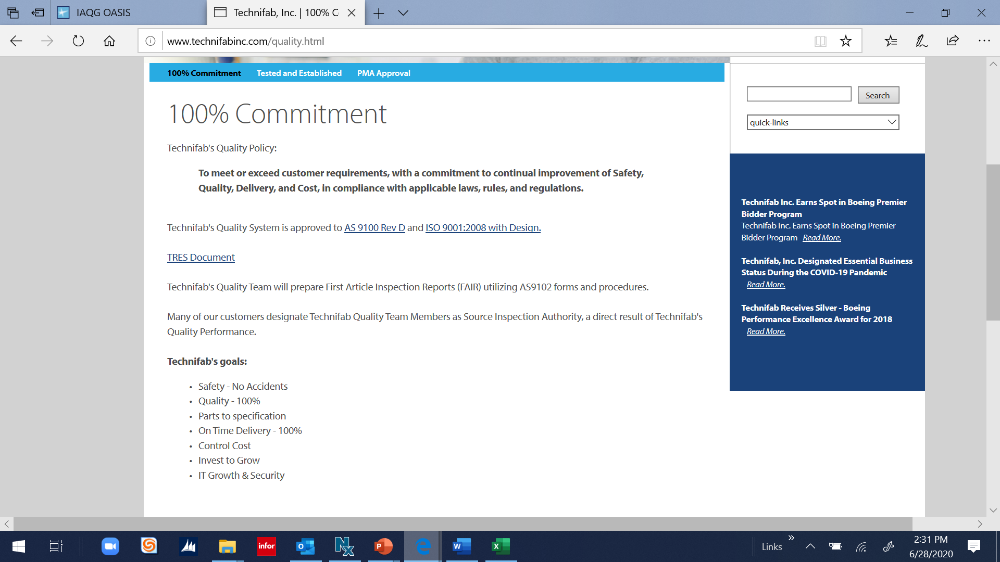 IAQG OASIS
Technifab, Inc. | 100% C
www.technifabinc.com/quality.html
100% Commitment
Tested and Established
PMA Approval
Search
quick-links
100% Commitment
Technifab's Quality Policy:
To meet or exceed customer requirements, with a commitment to continual improvement of Safety,
Quality, Delivery, and Cost, in compliance with applicable laws, rules, and regulations.
Technifab's Quality System is approved to AS 9100 Rev D and ISO 9001:2008 with Design.
TRES Document
Technifab's Quality Team will prepare First Article Inspection Reports (FAIR) utilizing AS9102 forms and procedures.
Many of our customers designate Technifab Quality Team Members as Source Inspection Authority, a direct result of Technifab's
Quality Performance.
Technifab's goals:
• Safety - No Accidents
• Quality - 100%
• Parts to specification
• On Time Delivery - 100%
• Control Cost
• Invest to Grow
• IT Growth & Security
Technifab Inc. Earns Spot in Boeing Premier
Bidder Program
Technifab Inc. Earns Spot in Boeing Premier
Bidder Program Read More.
Technifab, Inc. Designated Essential Business
Status During the COVID-19 Pandemic
Read More.
Technifab Receives Silver - Boeing
Performance Excellence Award for 2018
Read More.
infor
O
NX
P
W
X
Links
2:31 PM
6/28/2020